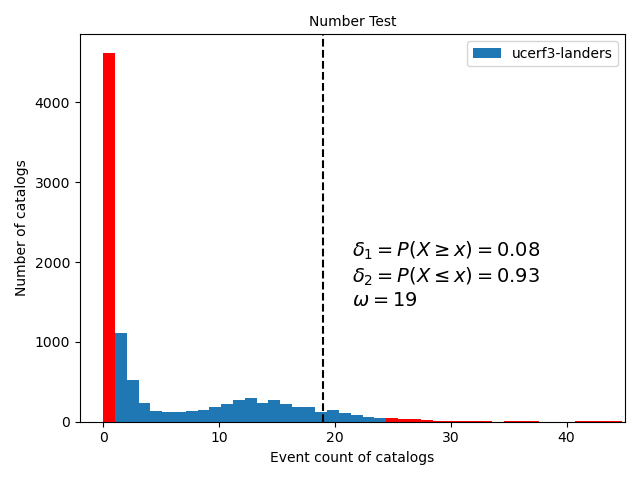 Number Test
ucerf3-landers
Number of catalogs
4000
3000
2000
1000
0
δ₁ = P(X ≥ x) = 0.08
δ₂ = P(X ≤ x) = 0.93
ω = 19
0 10 20 30 40
Event count of catalogs